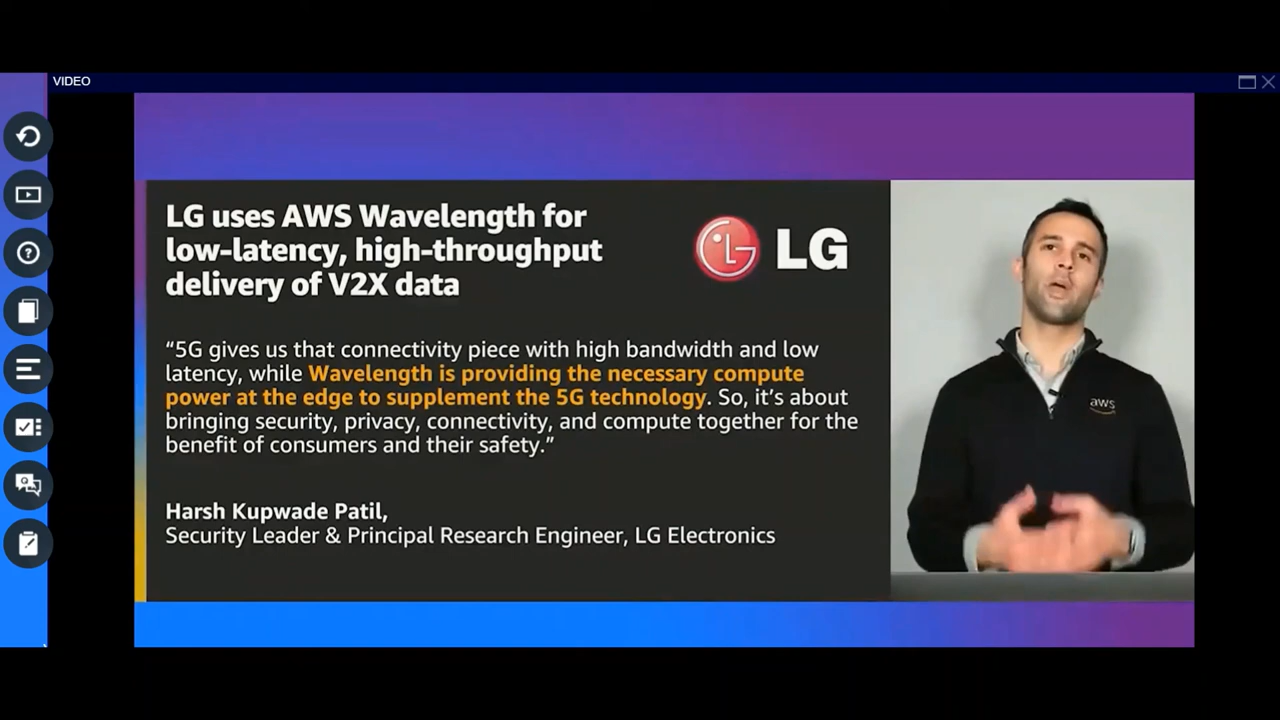 VIDEO
LG uses AWS Wavelength for
low-latency, high-throughput
delivery of V2X data
LG
LG
“5G gives us that connectivity piece with high bandwidth and low
latency, while Wavelength is providing the necessary compute
power at the edge to supplement the 5G technology. So, it’s about
bringing security, privacy, connectivity, and compute together for the
benefit of consumers and their safety.”
Harsh Kupwade Patil,
Security Leader & Principal Research Engineer, LG Electronics
aws